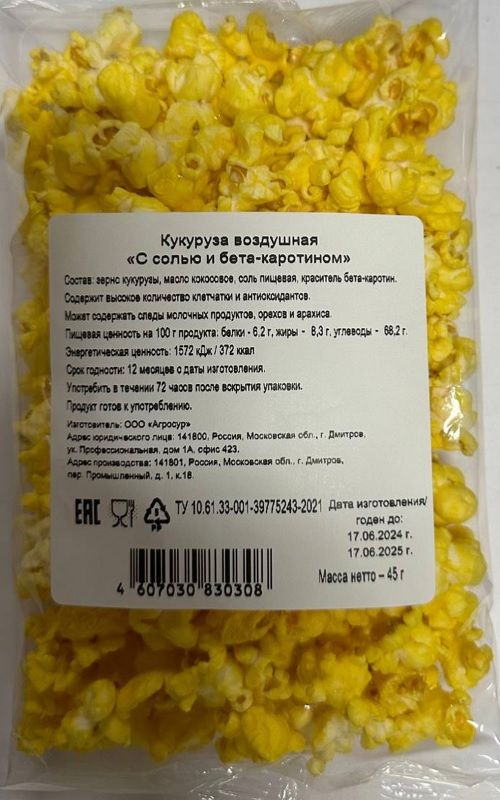 Кукуруза воздушная
«С солью и бета-каротином»
Состав: зерно кукурузы, масло кокосовое, соль пищевая, краситель бета-каротин.
Содержит высокое количество клетчатки и антиоксидантов.
Может содержать следы молочных продуктов, орехов и арахиса.
Пищевая ценность на 100 г продукта: белки - 6,2 г, жиры - 8,3 г, углеводы - 68,2 г.
Энергетическая ценность: 1572 кДж / 372 ккал
Срок годности: 12 месяцев с даты изготовления.
Употребить в течении 72 часов после вскрытия упаковки.
Продукт готов к употреблению.
Изготовитель: ООО «Агросур»
Адрес юридического лица: 141800, Россия, Московская обл., г. Дмитров,
ул. Профессиональная, дом 1А, офис 423.
Адрес производства: 141801, Россия, Московская обл., г. Дмитров,
пер. Промышленный, д. 1, к.18.
ЕАС
PP
ТУ 10.61.33-001-39775243-2021
Дата изготовления/
годен до:
17.06.2024 г.
17.06.2025 г.
Масса нетто – 45 г
4 607030 830308